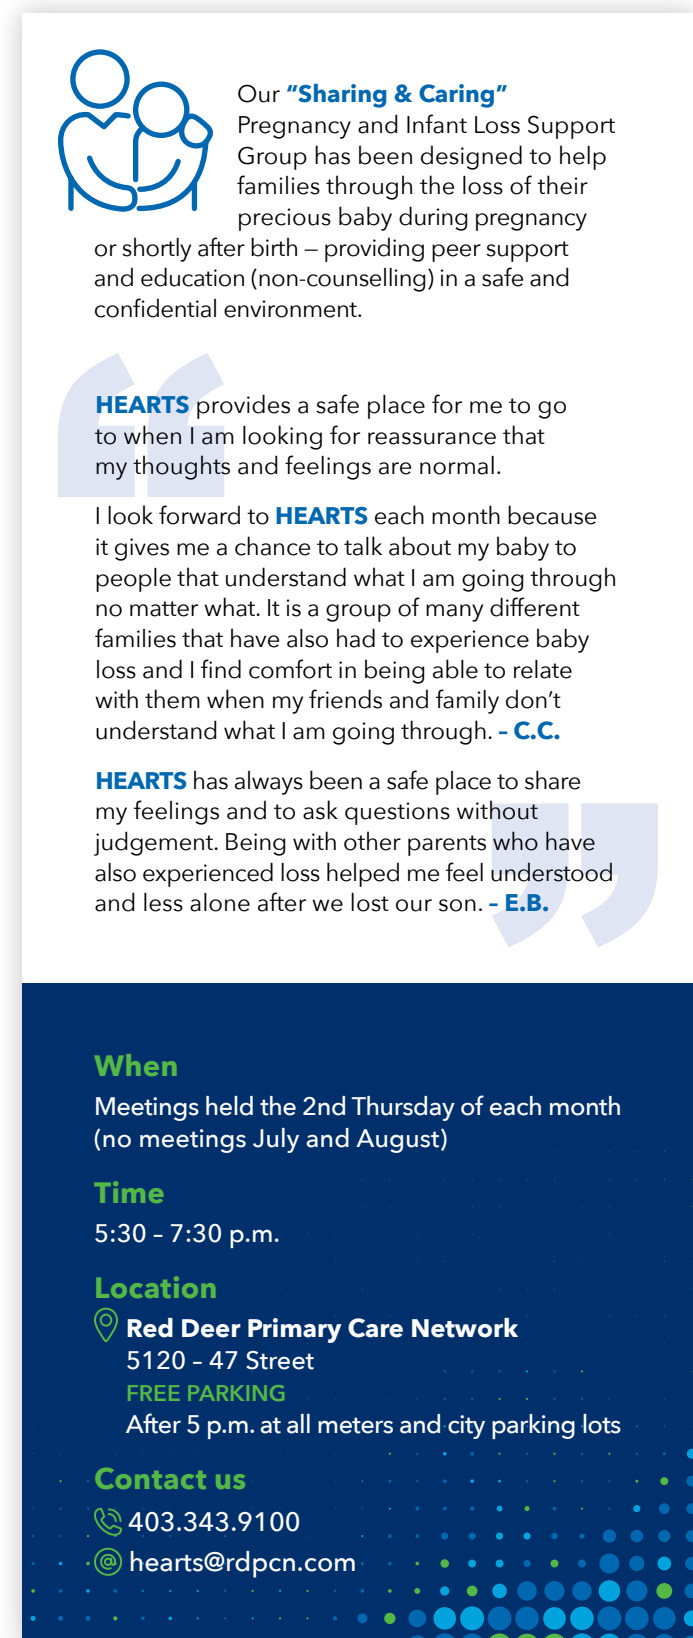 Our “Sharing & Caring”
Pregnancy and Infant Loss Support
Group has been designed to help
families through the loss of their
precious baby during pregnancy
or shortly after birth – providing peer support
and education (non-counselling) in a safe and
confidential environment.
HEARTS provides a safe place for me to go
to when I am looking for reassurance that
my thoughts and feelings are normal.
I look forward to HEARTS each month because
it gives me a chance to talk about my baby to
people that understand what I am going through
no matter what. It is a group of many different
families that have also had to experience baby
loss and I find comfort in being able to relate
with them when my friends and family don’t
understand what I am going through. – C.C.
HEARTS has always been a safe place to share
my feelings and to ask questions without
judgement. Being with other parents who have
also experienced loss helped me feel understood
and less alone after we lost our son. – E.B.
When
Meetings held the 2nd Thursday of each month
(no meetings July and August)
Time
5:30 – 7:30 p.m.
Location
Red Deer Primary Care Network
5120 – 47 Street
FREE PARKING
After 5 p.m. at all meters and city parking lots
Contact us
403.343.9100
hearts@rdpcn.com